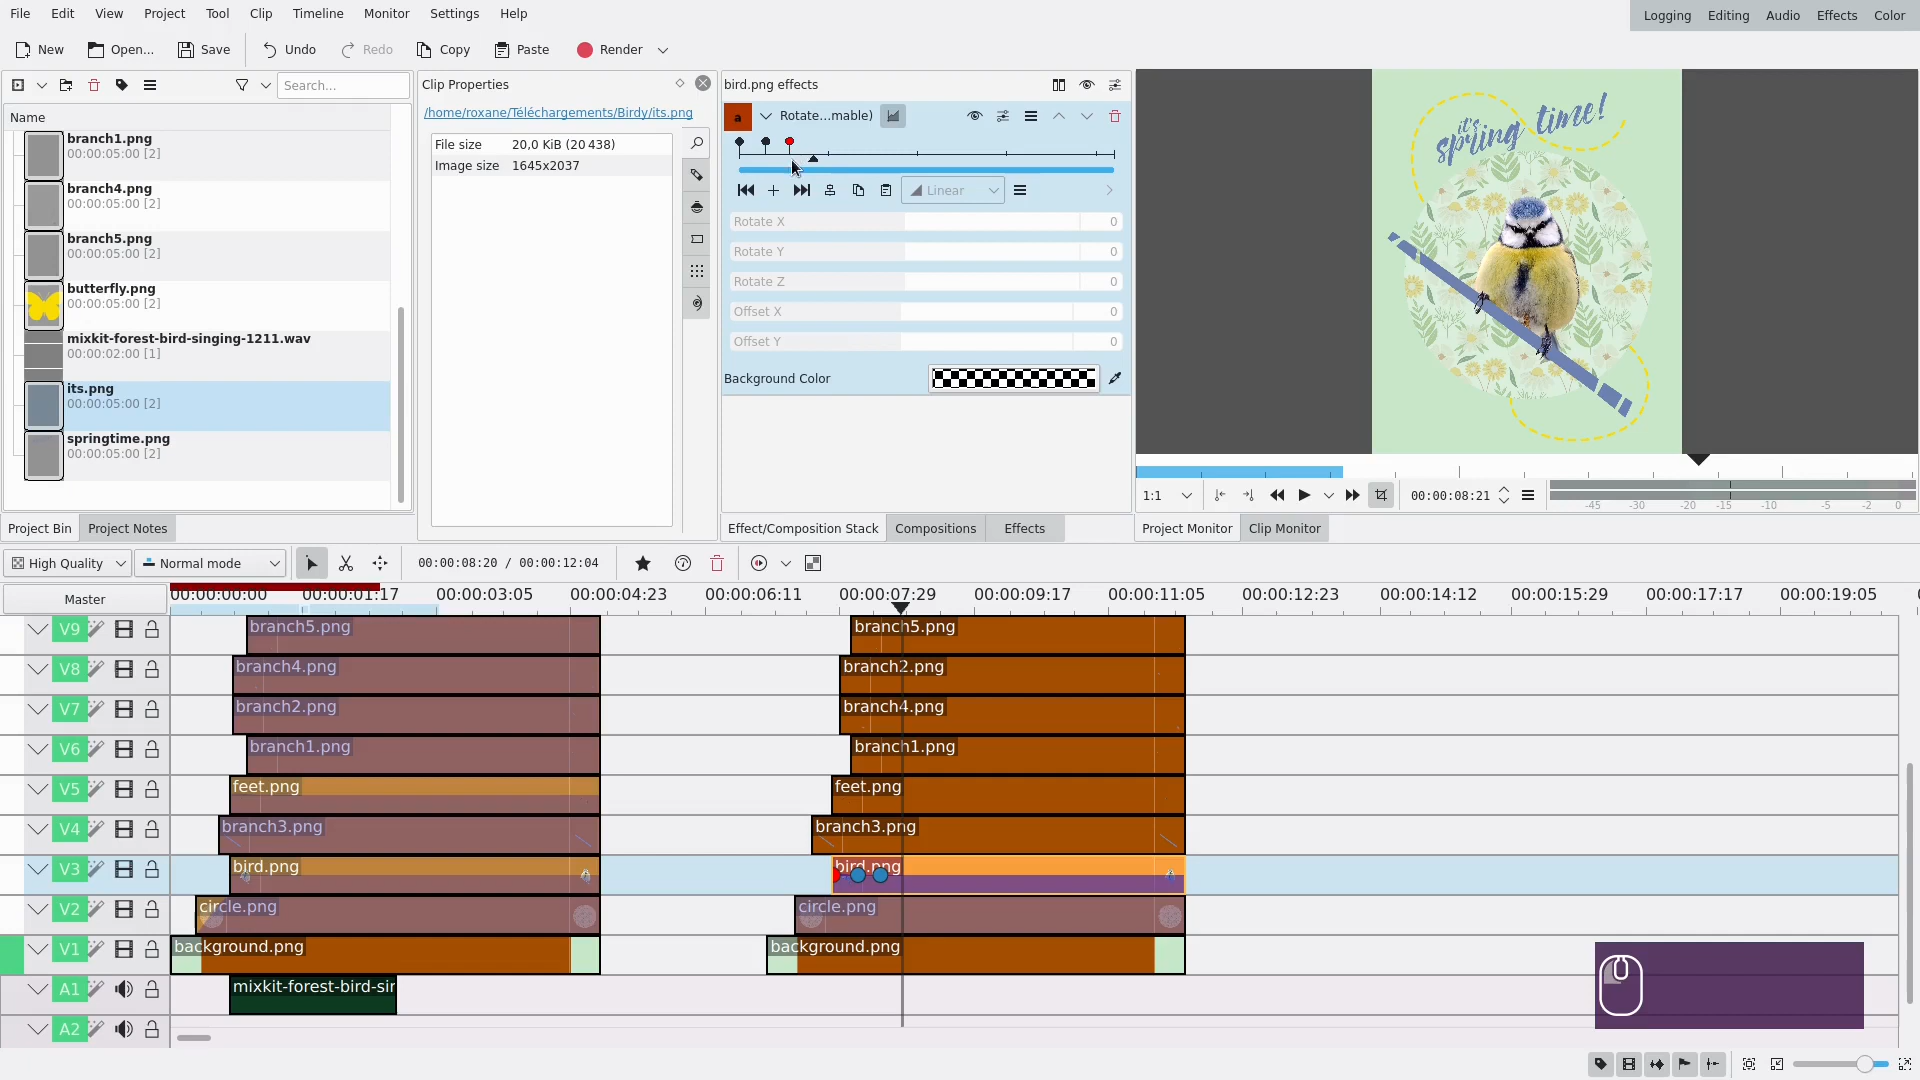 File Edit View Project Tool Clip Timeline Monitor Settings Help
Logging Editing Audio Effects Color
New Open... Save Undo Redo Copy Paste Render
Search...
Name
branch1.png
00:00:05:00 [2]
branch4.png
00:00:05:00 [2]
branch5.png
00:00:05:00 [2]
butterfly.png
00:00:05:00 [2]
mixkit-forest-bird-singing-1211.wav
00:00:02:00 [1]
its.png
00:00:05:00 [2]
springtime.png
00:00:05:00 [2]
Project Bin Project Notes
Clip Properties
/home/roxane/Téléchargements/Birdy/its.png
File size 20,0 KiB (20 438)
Image size 1645x2037
bird.png effects
a Rotate...mable)
Linear
Rotate X 0
Rotate Y 0
Rotate Z 0
Offset X 0
Offset Y 0
Background Color
Effect/Composition Stack Compositions Effects
it's
spring time!
1:1 00:00:08:21
-45 -30 -20 -15 -10 -5 -2 0
Project Monitor Clip Monitor
High Quality Normal mode 00:00:08:20 / 00:00:12:04
Master 00:00:00:00 00:00:01:17 00:00:03:05 00:00:04:23 00:00:06:11 00:00:07:29 00:00:09:17 00:00:11:05 00:00:12:23 00:00:14:12 00:00:15:29 00:00:17:17 00:00:19:05
V9 branch5.png branch5.png
V8 branch4.png branch2.png
V7 branch2.png branch4.png
V6 branch1.png branch1.png
V5 feet.png feet.png
V4 branch3.png branch3.png
V3 bird.png bird.png
V2 circle.png circle.png
V1 background.png background.png
A1 mixkit-forest-bird-sin
A2